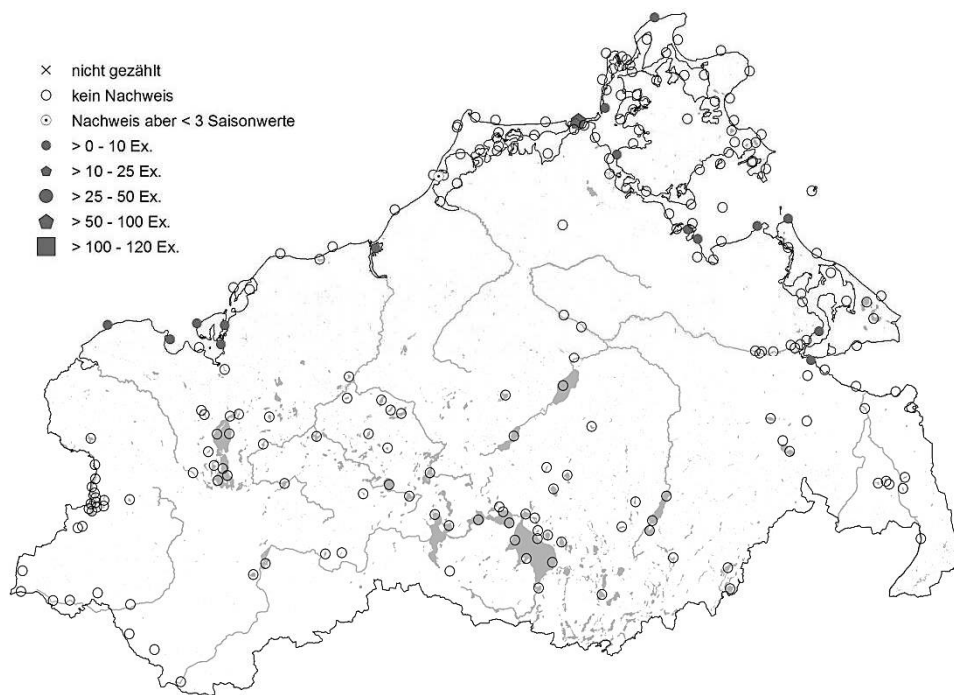 nicht gezählt
kein Nachweis
Nachweis aber < 3 Saisonwerte
> 0 - 10 Ex.
> 10 - 25 Ex.
> 25 - 50 Ex.
> 50 - 100 Ex.
> 100 - 120 Ex.